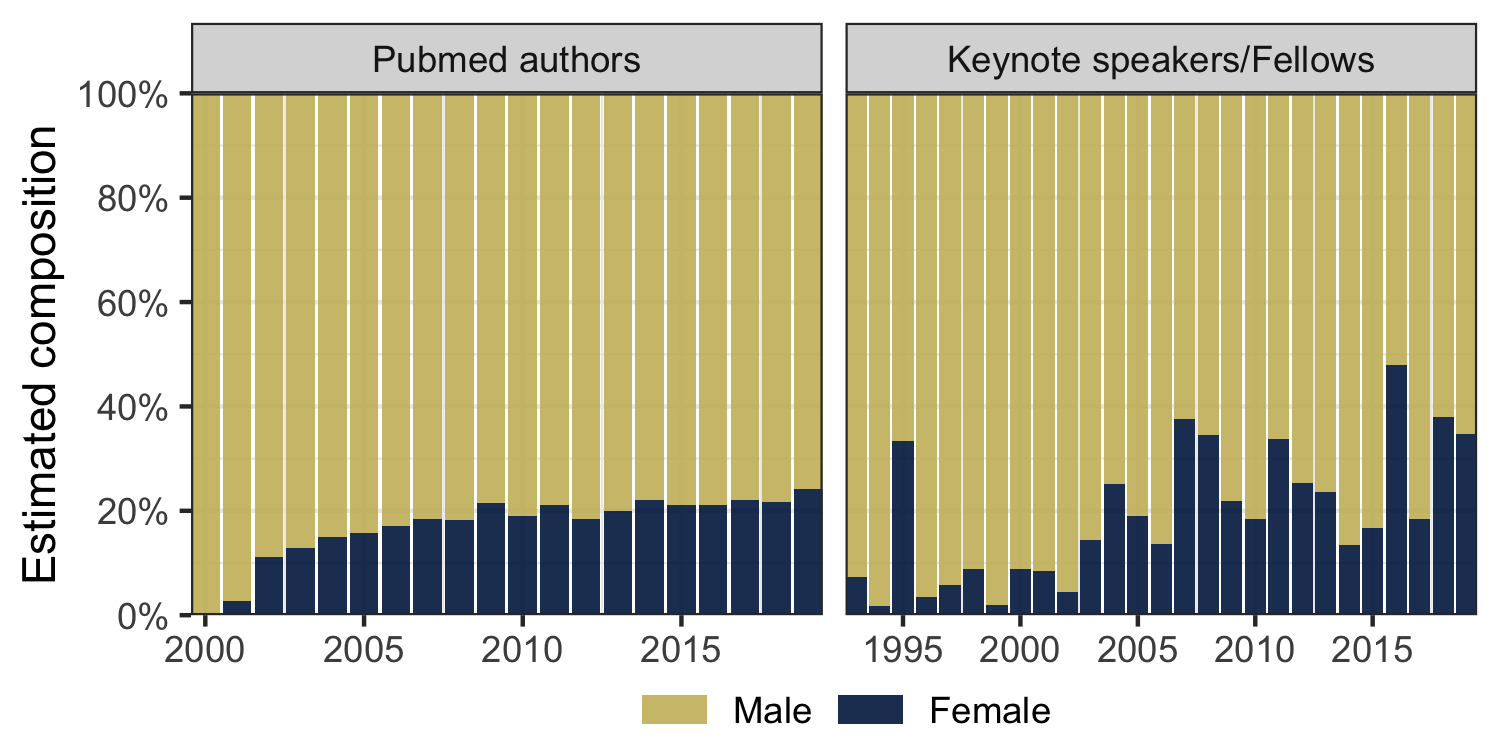 Pubmed authors
Keynote speakers/Fellows
Estimated composition
100%
80%
60%
40%
20%
0%
2000 2005 2010 2015
1995 2000 2005 2010 2015
Male Female